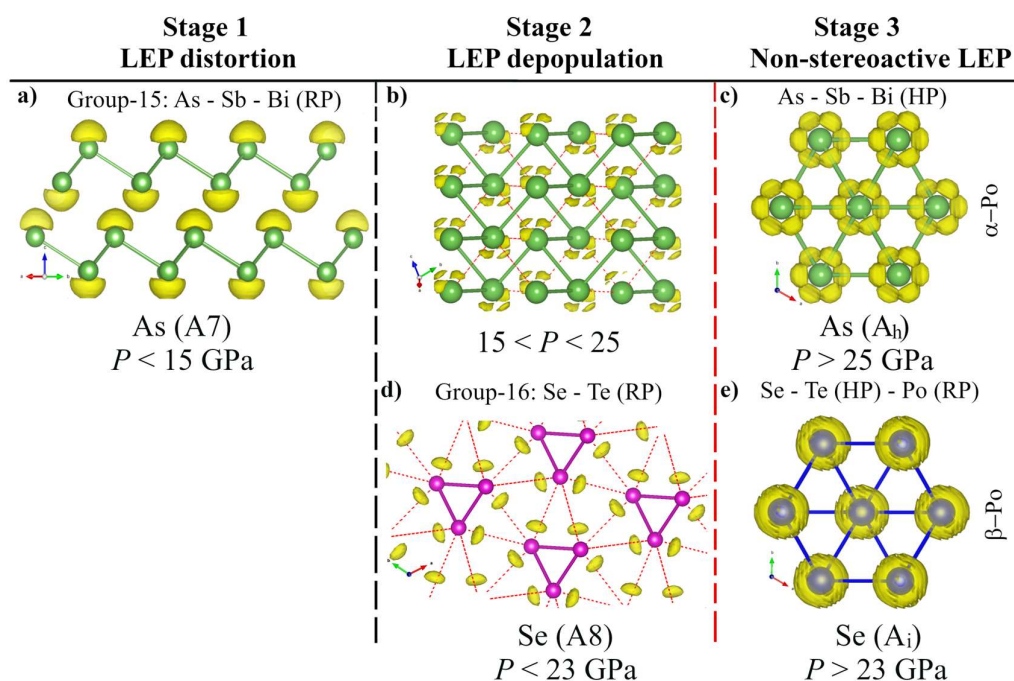 Stage 1
LEP distortion
Stage 2
LEP depopulation
Stage 3
Non-stereoactive LEP
a) Group-15: As - Sb - Bi (RP)
As (A7)
P < 15 GPa
b)
15 < P < 25
c) As - Sb - Bi (HP)
α–Po
As (Aₕ)
P > 25 GPa
d) Group-16: Se - Te (RP)
Se (A8)
P < 23 GPa
e) Se - Te (HP) - Po (RP)
β–Po
Se (Aᵢ)
P > 23 GPa